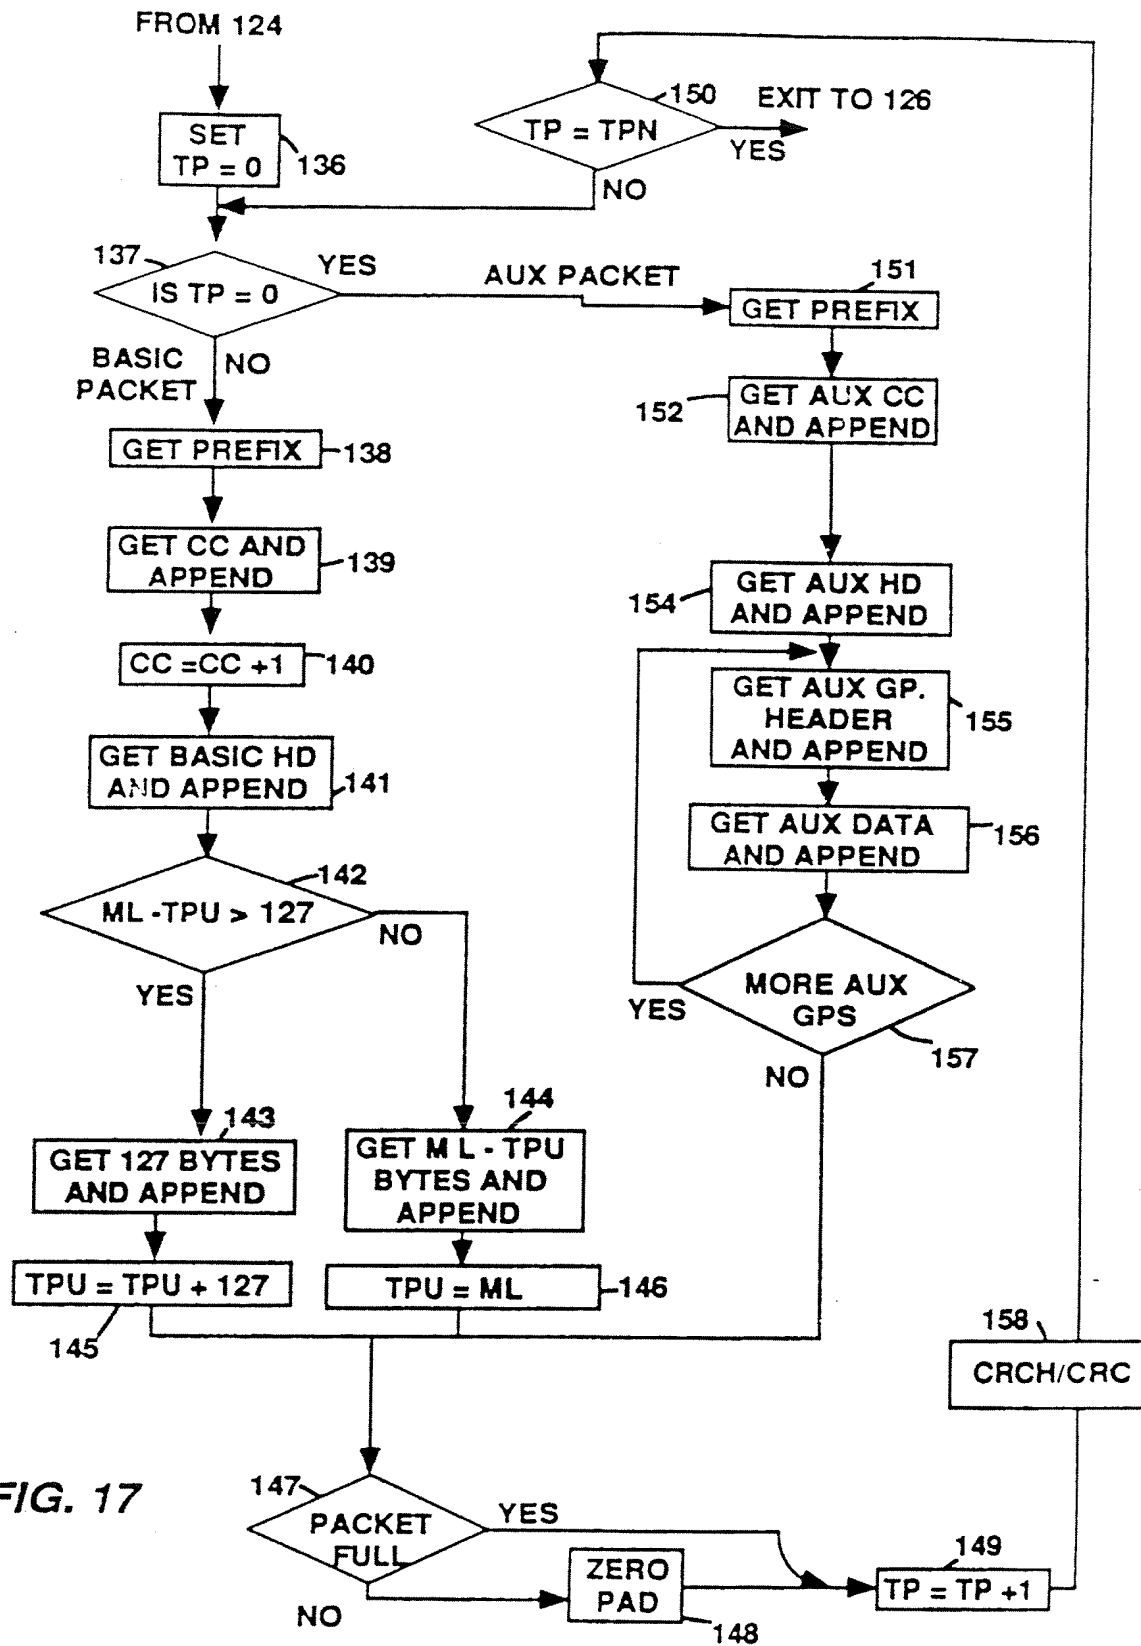 FROM 124
SET
TP = 0
136
TP = TPN
150
EXIT TO 126
YES
NO
137
IS TP = 0
YES
AUX PACKET
151
GET PREFIX
BASIC
PACKET
NO
GET PREFIX
138
GET AUX CC
AND APPEND
152
GET CC AND
APPEND
139
GET AUX HD
AND APPEND
154
CC =CC +1
140
GET AUX GP.
HEADER
AND APPEND
155
GET BASIC HD
AND APPEND
141
GET AUX DATA
AND APPEND
156
142
ML -TPU > 127
NO
YES
MORE AUX
GPS
YES
157
NO
143
GET 127 BYTES
AND APPEND
144
GET M L - TPU
BYTES AND
APPEND
TPU = TPU + 127
145
TPU = ML
146
158
CRCH/CRC
FIG. 17
147
PACKET
FULL
YES
NO
ZERO
PAD
148
149
TP = TP +1